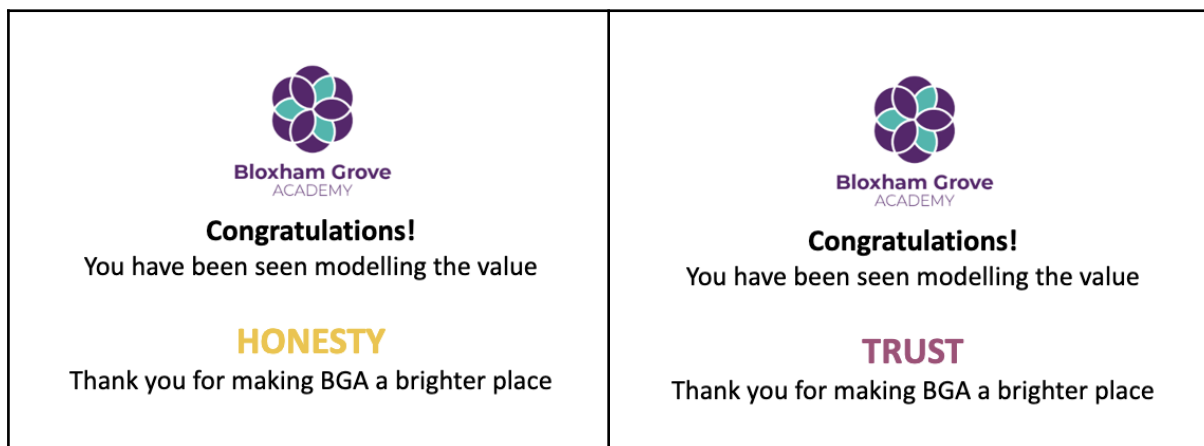 Bloxham Grove
ACADEMY
Congratulations!
You have been seen modelling the value
HONESTY
Thank you for making BGA a brighter place
Bloxham Grove
ACADEMY
Congratulations!
You have been seen modelling the value
TRUST
Thank you for making BGA a brighter place